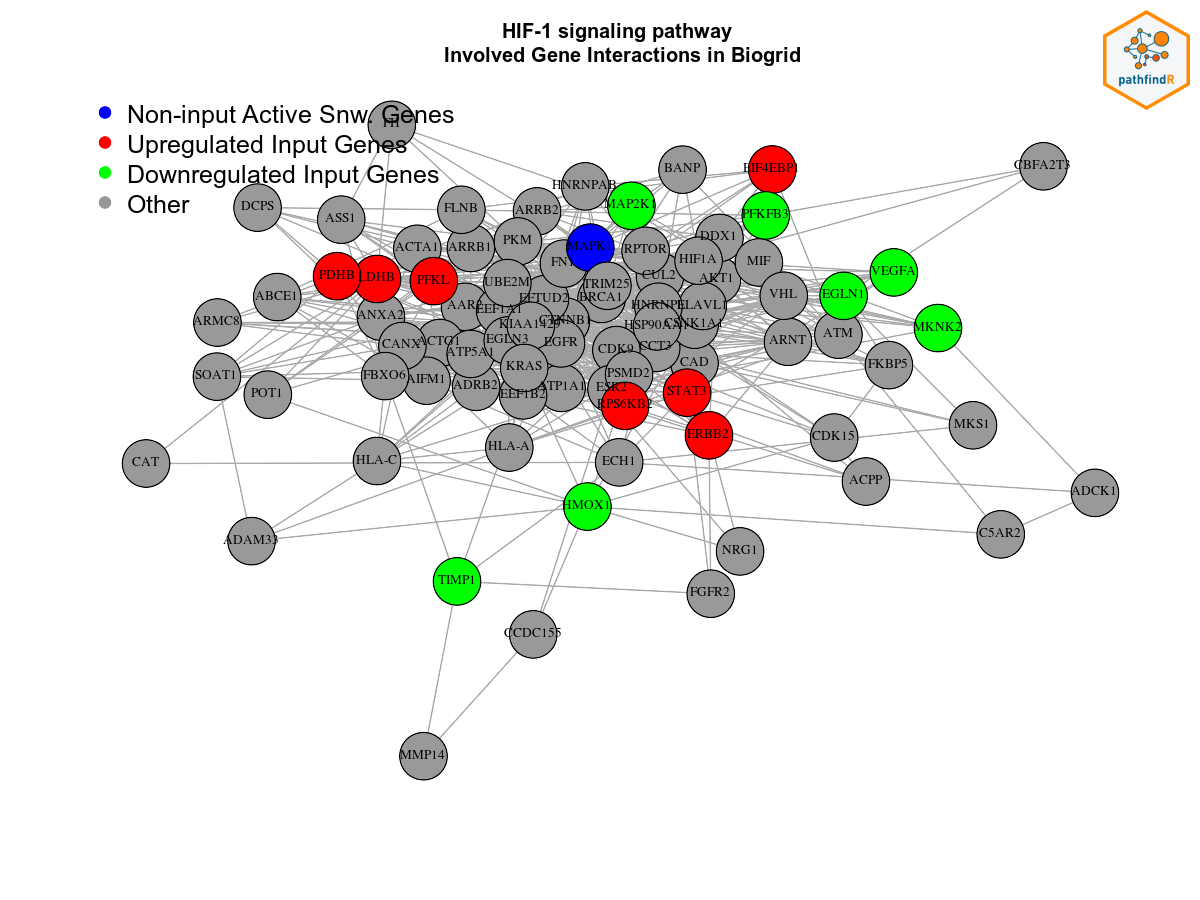 HIF-1 signaling pathway
Involved Gene Interactions in Biogrid
pathfindR
Non-input Active Snw. Genes
Upregulated Input Genes
Downregulated Input Genes
Other
BANP
EIF4EBP1
CBFA2T3
HNRNPAB
MAP2K1
PFKFB3
DCPS
ASS1
FLNB
ARRB2
DDX1
ACTA1
ARRB1
PKM
MAPK1
RPTOR
HIF1A
MIF
VEGFA
PDHB
LDHB
PFKL
UBE2M
TRIM25
CUL2
AKT1
VHL
EGLN1
ABCE1
EFTUD2
BRCA1
ELAVL1
ARMC8
ANXA2
EEF1A1
KIAA1429
CTNNB1
HSP90AA1
CSNK1A1
MKNK2
CANX
ACTG1
EGLN3
EGFR
CDK9
CCT3
ARNT
ATM
ATP5A1
CAD
FKBP5
SOAT1
FBXO6
AIFM1
KRAS
PSMD2
POT1
ADRB2
EEF1B2
ATP1A1
ESR2
RPS6KB2
STAT3
ERBB2
CDK15
MKS1
CAT
HLA-C
HLA-A
ECH1
ACPP
ADCK1
HMOX1
C5AR2
ADAM33
NRG1
TIMP1
FGFR2
CCDC155
MMP14